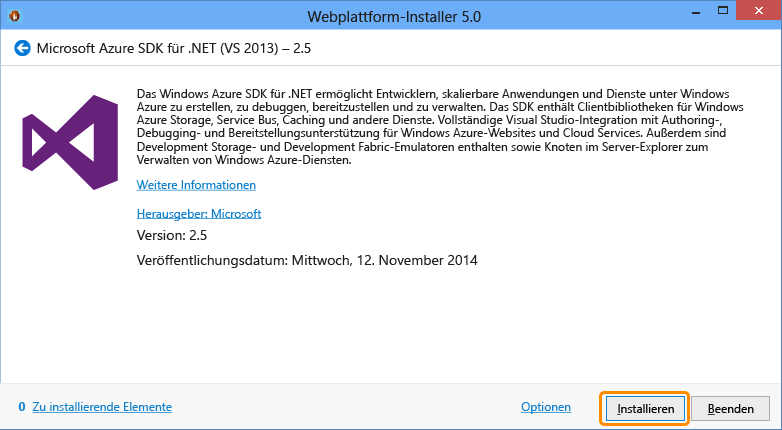 Webplattform-Installer 5.0
Microsoft Azure SDK für .NET (VS 2013) – 2.5
Das Windows Azure SDK für .NET ermöglicht Entwicklern, skalierbare Anwendungen und Dienste unter Windows
Azure zu erstellen, zu debuggen, bereitzustellen und zu verwalten. Das SDK enthält Clientbibliotheken für Windows
Azure Storage, Service Bus, Caching und andere Dienste. Vollständige Visual Studio-Integration mit Authoring-,
Debugging- und Bereitstellungsunterstützung für Windows Azure-Websites und Cloud Services. Außerdem sind
Development Storage- und Development Fabric-Emulatoren enthalten sowie Knoten im Server-Explorer zum
Verwalten von Windows Azure-Diensten.
Weitere Informationen
Herausgeber: Microsoft
Version: 2.5
Veröffentlichungsdatum: Mittwoch, 12. November 2014
0 Zu installierende Elemente Optionen Installieren Beenden